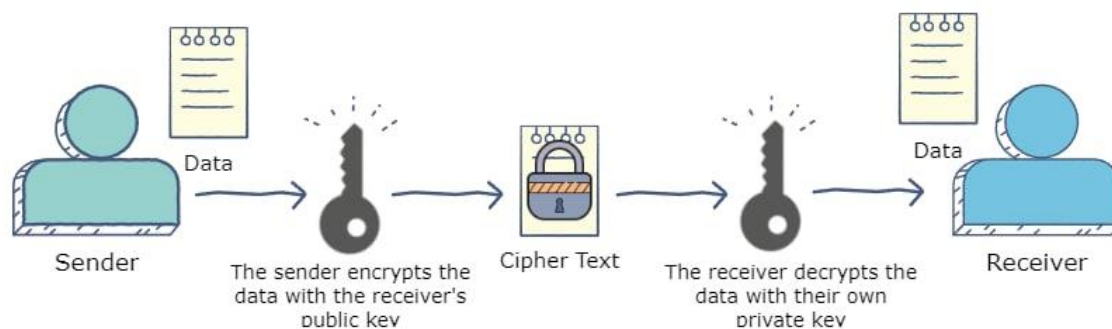 Data
Sender
The sender encrypts the
data with the receiver's
public key
Cipher Text
The receiver decrypts the
data with their own
private key
Data
Receiver